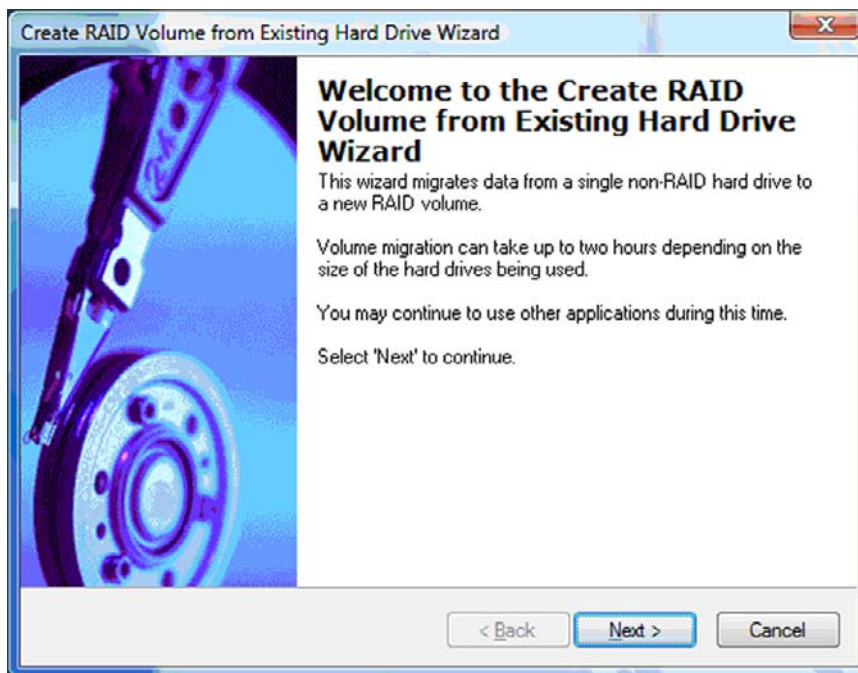 Create RAID Volume from Existing Hard Drive Wizard
Welcome to the Create RAID
Volume from Existing Hard Drive
Wizard
This wizard migrates data from a single non-RAID hard drive to
a new RAID volume.
Volume migration can take up to two hours depending on the
size of the hard drives being used.
You may continue to use other applications during this time.
Select 'Next' to continue.
< Back
Next >
Cancel